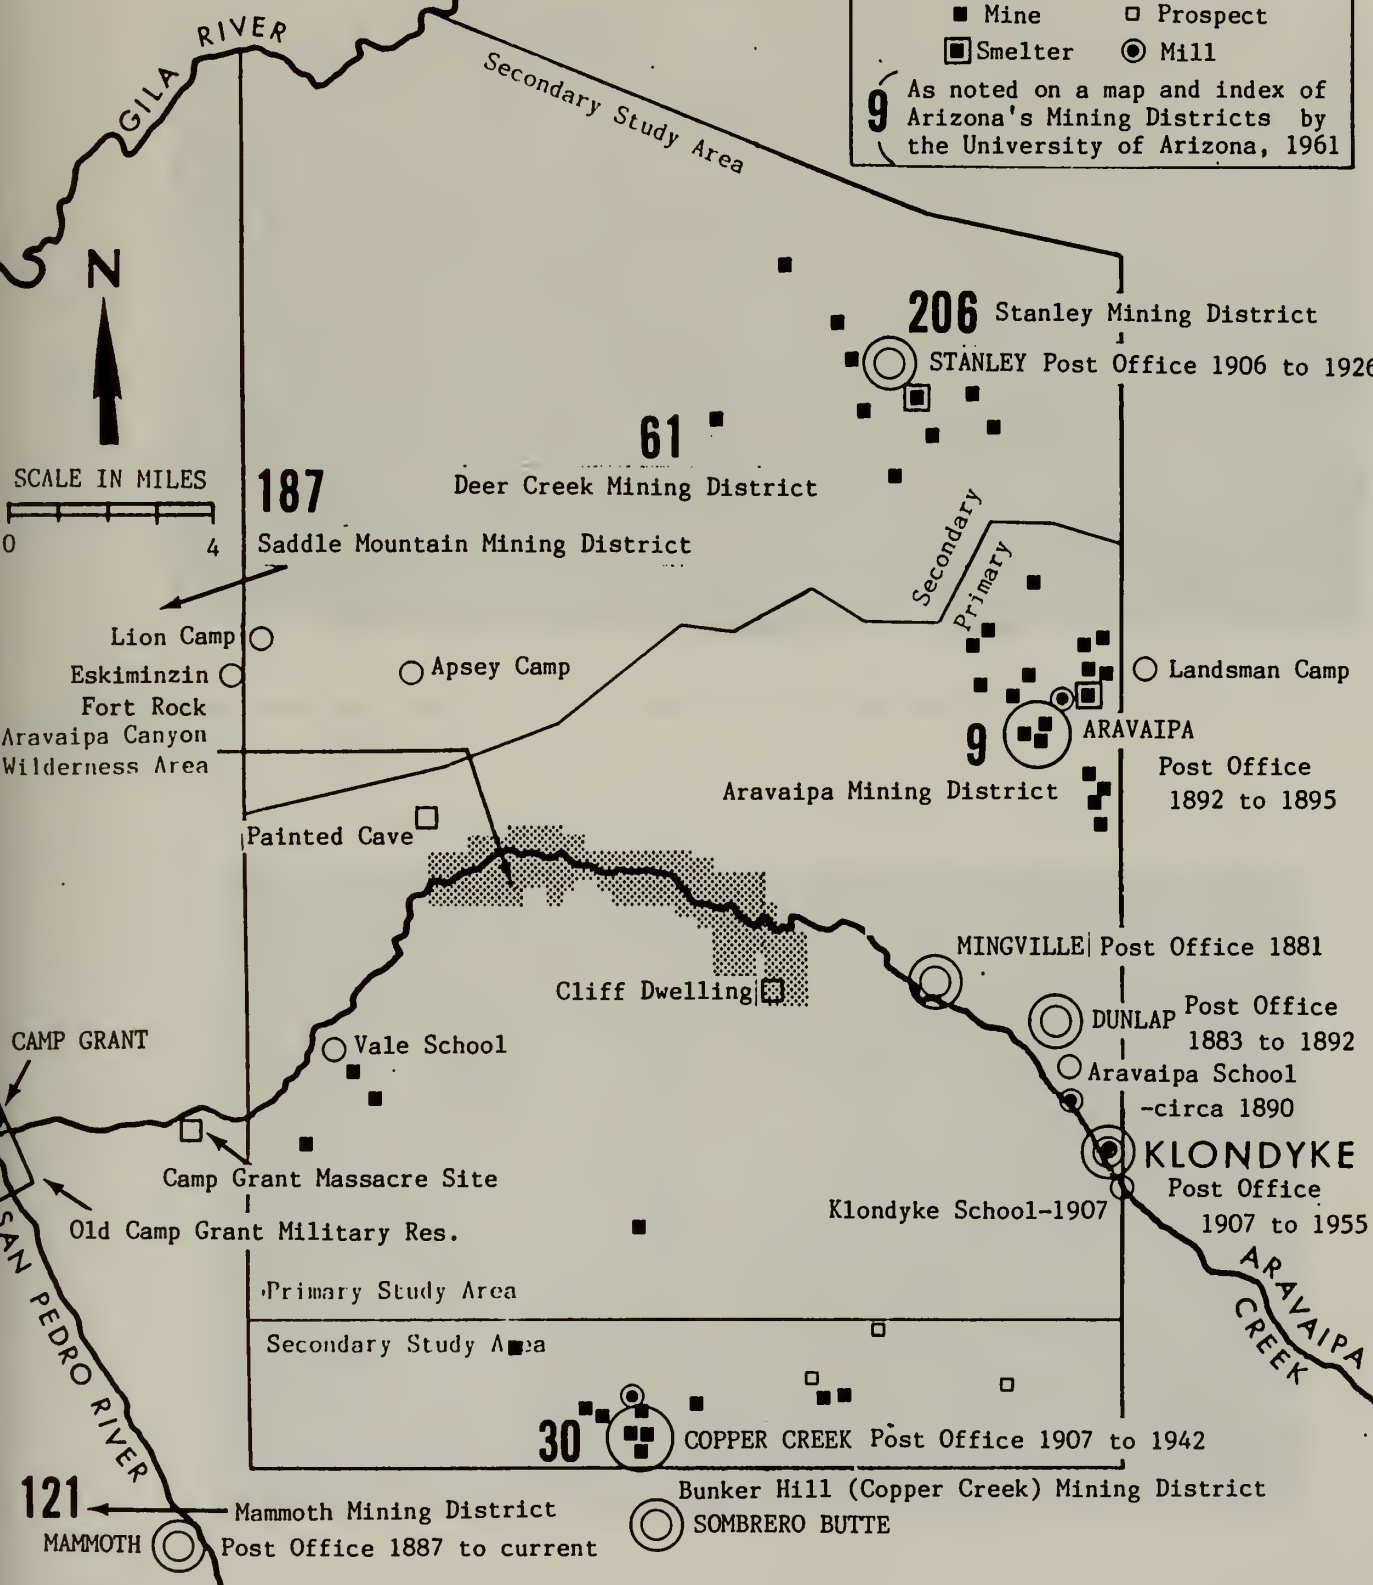 Mine
Prospect
Smelter
Mill
9
As noted on a map and index of
Arizona's Mining Districts by
the University of Arizona, 1961
GILA RIVER
Secondary Study Area
N
206 Stanley Mining District
STANLEY Post Office 1906 to 1926
61
Deer Creek Mining District
SCALE IN MILES
0 4
187
Saddle Mountain Mining District
Secondary
Primary
Lion Camp
Eskiminzin
Apsey Camp
Landsman Camp
Fort Rock
Aravaipa Canyon
Wilderness Area
9
ARAVAIPA
Post Office
1892 to 1895
Aravaipa Mining District
Painted Cave
MINGVILLE Post Office 1881
Cliff Dwelling
DUNLAP Post Office
1883 to 1892
CAMP GRANT
Vale School
Aravaipa School
-circa 1890
KLONDYKE
Post Office
1907 to 1955
Camp Grant Massacre Site
Klondyke School-1907
Old Camp Grant Military Res.
SAN PEDRO RIVER
ARAVAIPA
CREEK
Primary Study Area
Secondary Study Area
30
COPPER CREEK Post Office 1907 to 1942
Bunker Hill (Copper Creek) Mining District
SOMBRERO BUTTE
121
Mammoth Mining District
MAMMOTH
Post Office 1887 to current